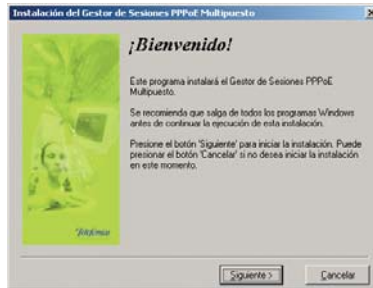 Instalación del Gestor de Sesiones PPPoE Multipuesto
¡Bienvenido!
Este programa instalará el Gestor de Sesiones PPPoE
Multipuesto.
Se recomienda que salga de todos los programas Windows
antes de continuar la ejecución de esta instalación.
Presione el botón 'Siguiente' para iniciar la instalación. Puede
presionar el botón 'Cancelar' si no desea iniciar la instalación
en este momento.
Telefónica
Siguiente >
Cancelar